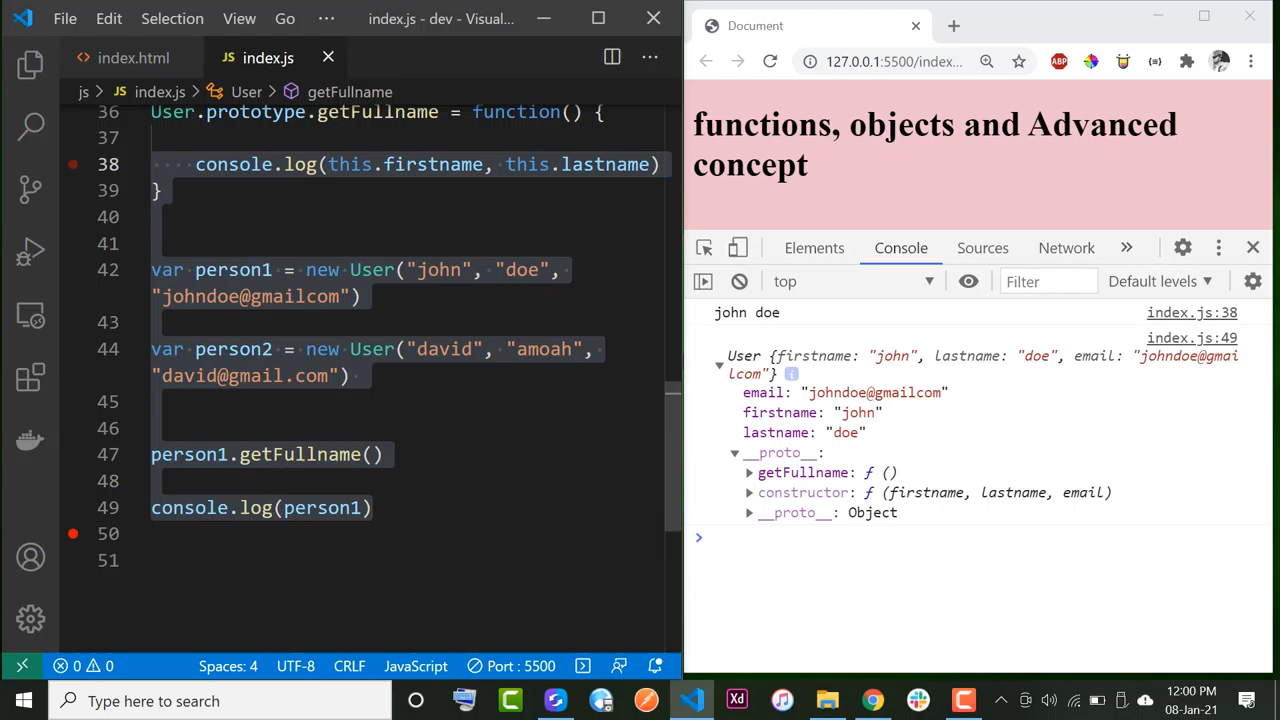 File Edit Selection View Go ··· index.js - dev - Visual...
index.html JS index.js
js > JS index.js > User > getFullname
36 User.prototype.getFullname = function() {
37
38 ····console.log(this.firstname, this.lastname)
39 }
40
41
42 var person1 = new User("john", "doe",
"johndoe@gmailcom")
43
44 var person2 = new User("david", "amoah",
"david@gmail.com")
45
46
47 person1.getFullname()
48
49 console.log(person1)
50
51
0 0 Spaces: 4 UTF-8 CRLF JavaScript Port : 5500
Document
127.0.0.1:5500/index... ABP
functions, objects and Advanced
concept
Elements Console Sources Network »
top Filter Default levels
john doe index.js:38
index.js:49
User {firstname: "john", lastname: "doe", email: "johndoe@gmai
lcom"} i
email: "johndoe@gmailcom"
firstname: "john"
lastname: "doe"
__proto__:
getFullname: ƒ ()
constructor: ƒ (firstname, lastname, email)
__proto__: Object
>
Type here to search Xd 12:00 PM
08-Jan-21